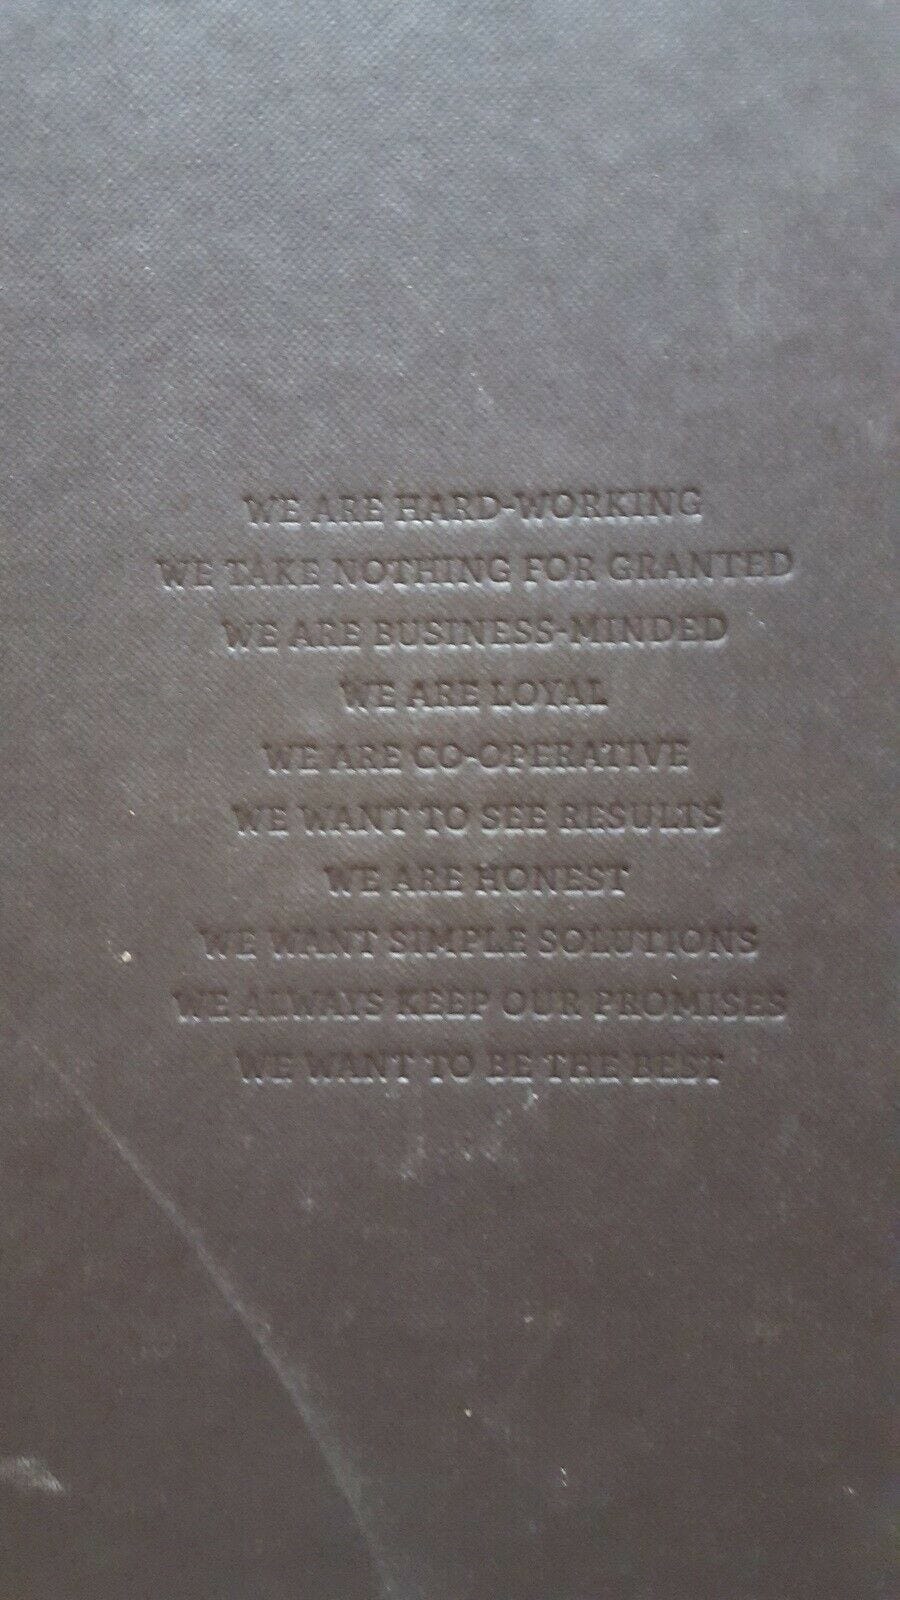 WE ARE HARD-WORKING
WE TAKE NOTHING FOR GRANTED
WE ARE BUSINESS-MINDED
WE ARE LOYAL
WE ARE CO-OPERATIVE
WE WANT TO SEE RESULTS
WE ARE HONEST
WE WANT SIMPLE SOLUTIONS
WE ALWAYS KEEP OUR PROMISES
WE WANT TO BE THE BEST